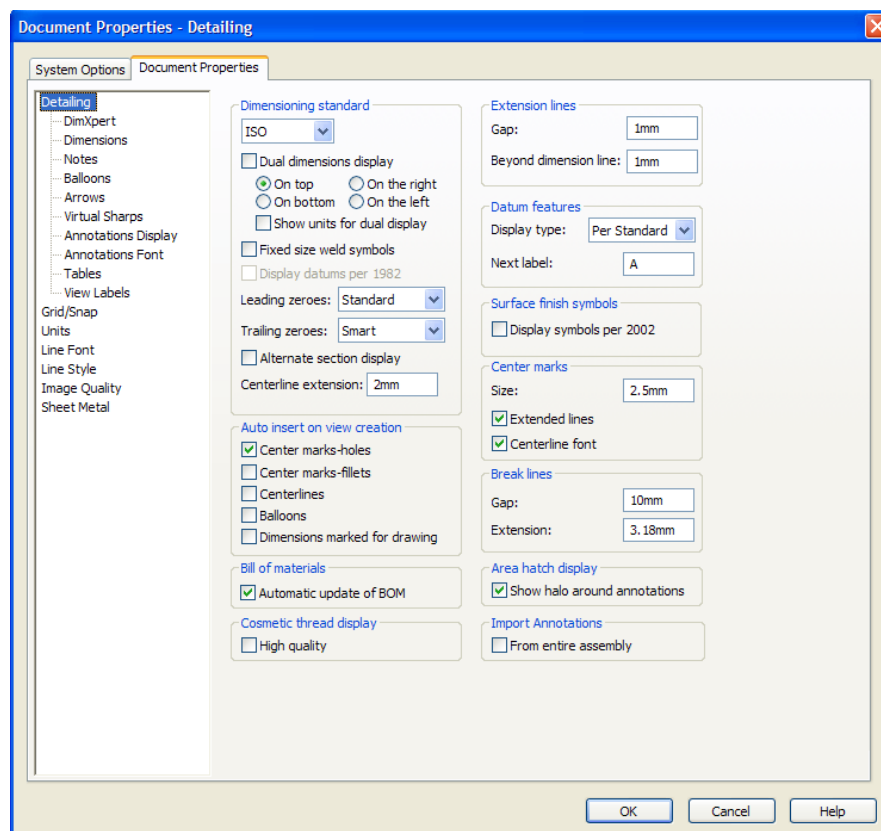 Document Properties - Detailing
System Options
Document Properties
Detailing
DimXpert
Dimensions
Notes
Balloons
Arrows
Virtual Sharps
Annotations Display
Annotations Font
Tables
View Labels
Grid/Snap
Units
Line Font
Line Style
Image Quality
Sheet Metal
Dimensioning standard
ISO
Dual dimensions display
On top On the right
On bottom On the left
Show units for dual display
Fixed size weld symbols
Display datums per 1982
Leading zeroes: Standard
Trailing zeroes: Smart
Alternate section display
Centerline extension: 2mm
Auto insert on view creation
Center marks-holes
Center marks-fillets
Centerlines
Balloons
Dimensions marked for drawing
Bill of materials
Automatic update of BOM
Cosmetic thread display
High quality
Extension lines
Gap: 1mm
Beyond dimension line: 1mm
Datum features
Display type: Per Standard
Next label: A
Surface finish symbols
Display symbols per 2002
Center marks
Size: 2.5mm
Extended lines
Centerline font
Break lines
Gap: 10mm
Extension: 3.18mm
Area hatch display
Show halo around annotations
Import Annotations
From entire assembly
OK Cancel Help